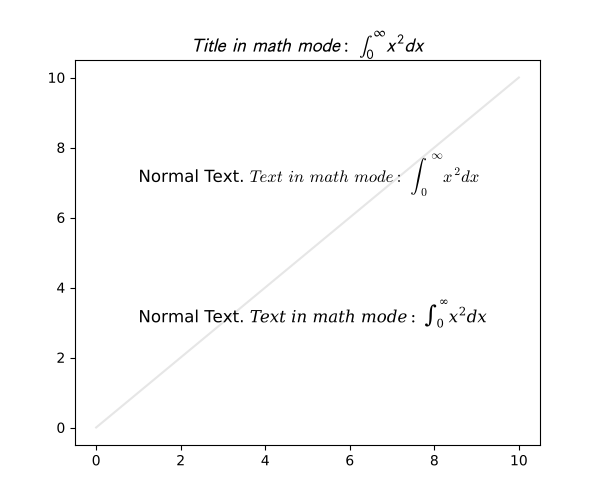 Title in math mode: ∫₀^∞ x²dx
10
8
Normal Text. Text in math mode: ∫₀^∞ x²dx
6
4
Normal Text. Text in math mode: ∫₀^∞ x²dx
2
0
0 2 4 6 8 10